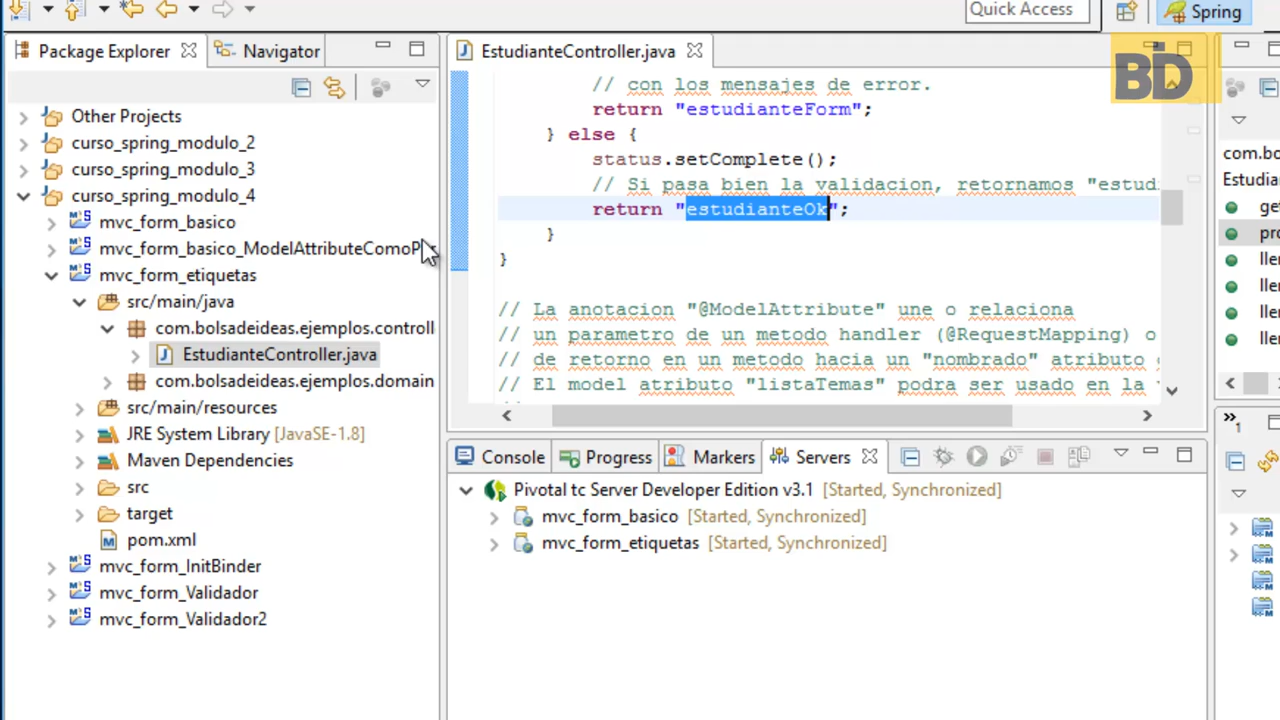 Quick Access
Spring
Package Explorer
Navigator
Other Projects
curso_spring_modulo_2
curso_spring_modulo_3
curso_spring_modulo_4
mvc_form_basico
mvc_form_basico_ModelAttributeComoP
mvc_form_etiquetas
src/main/java
com.bolsadeideas.ejemplos.controll
EstudianteController.java
com.bolsadeideas.ejemplos.domain
src/main/resources
JRE System Library [JavaSE-1.8]
Maven Dependencies
src
target
pom.xml
mvc_form_InitBinder
mvc_form_Validador
mvc_form_Validador2
EstudianteController.java
BD
// con los mensajes de error.
return "estudianteForm";
} else {
status.setComplete();
// Si pasa bien la validacion, retornamos "estud
return "estudianteOk";
}
}
// La anotacion "@ModelAttribute" une o relaciona
// un parametro de un metodo handler (@RequestMapping) o
// de retorno en un metodo hacia un "nombrado" atributo
// El model atributo "listaTemas" podra ser usado en la
com.bo
Estudia
ge
pro
ller
ller
ller
ller
Console
Progress
Markers
Servers
Pivotal tc Server Developer Edition v3.1 [Started, Synchronized]
mvc_form_basico [Started, Synchronized]
mvc_form_etiquetas [Started, Synchronized]